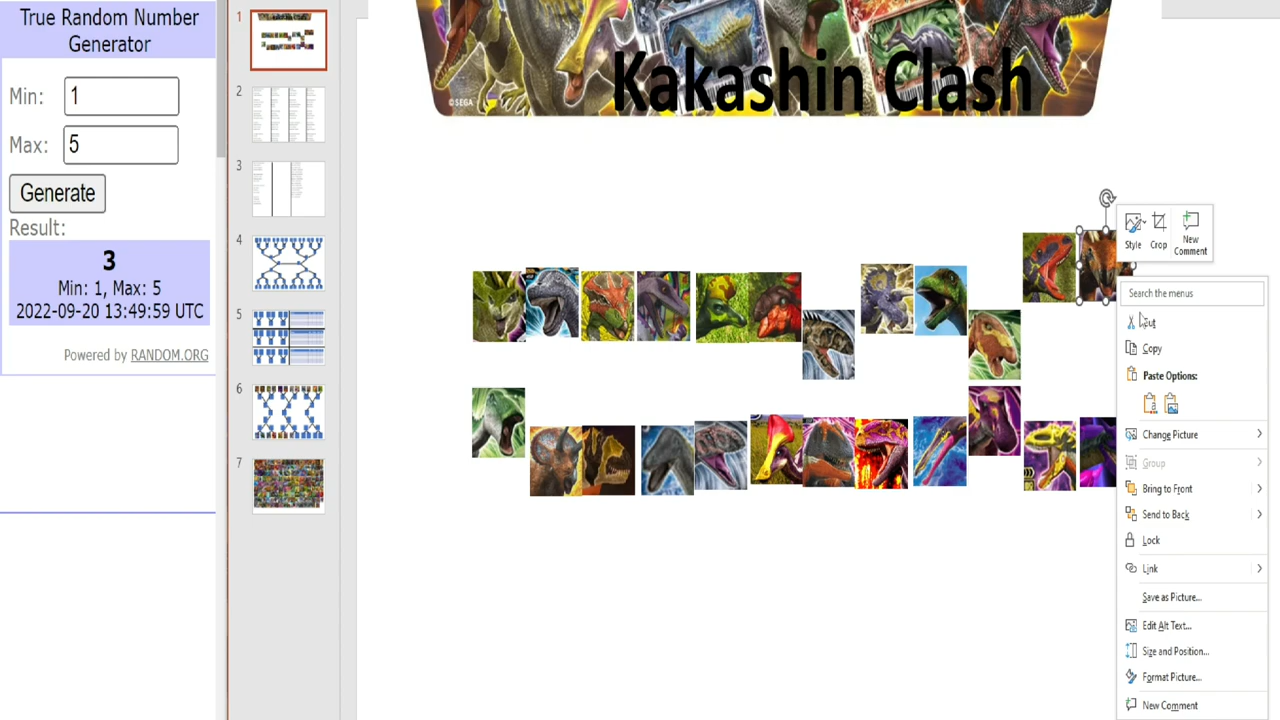 True Random Number
Generator
Min: 1
Max: 5
Generate
Result:
3
Min: 1, Max: 5
2022-09-20 13:49:59 UTC
Powered by RANDOM.ORG
1
2
3
4
5
6
7
©SEGA
Kakashin Clash
Style
Crop
New
Comment
Search the menus
Cut
Copy
Paste Options:
Change Picture
Group
Bring to Front
Send to Back
Lock
Link
Save as Picture...
Edit Alt Text...
Size and Position...
Format Picture...
New Comment